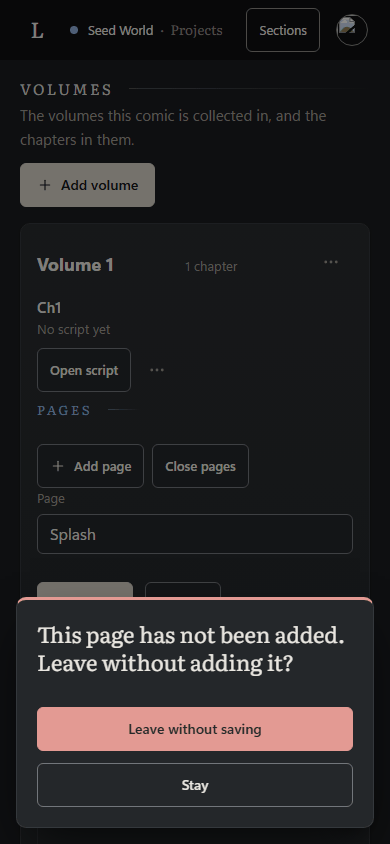 L
Seed World · Projects
Sections
VOLUMES
The volumes this comic is collected in, and the
chapters in them.
+ Add volume
Volume 1
1 chapter
···
Ch1
No script yet
Open script
···
PAGES
+ Add page
Close pages
Page
Splash
This page has not been added.
Leave without adding it?
Leave without saving
Stay